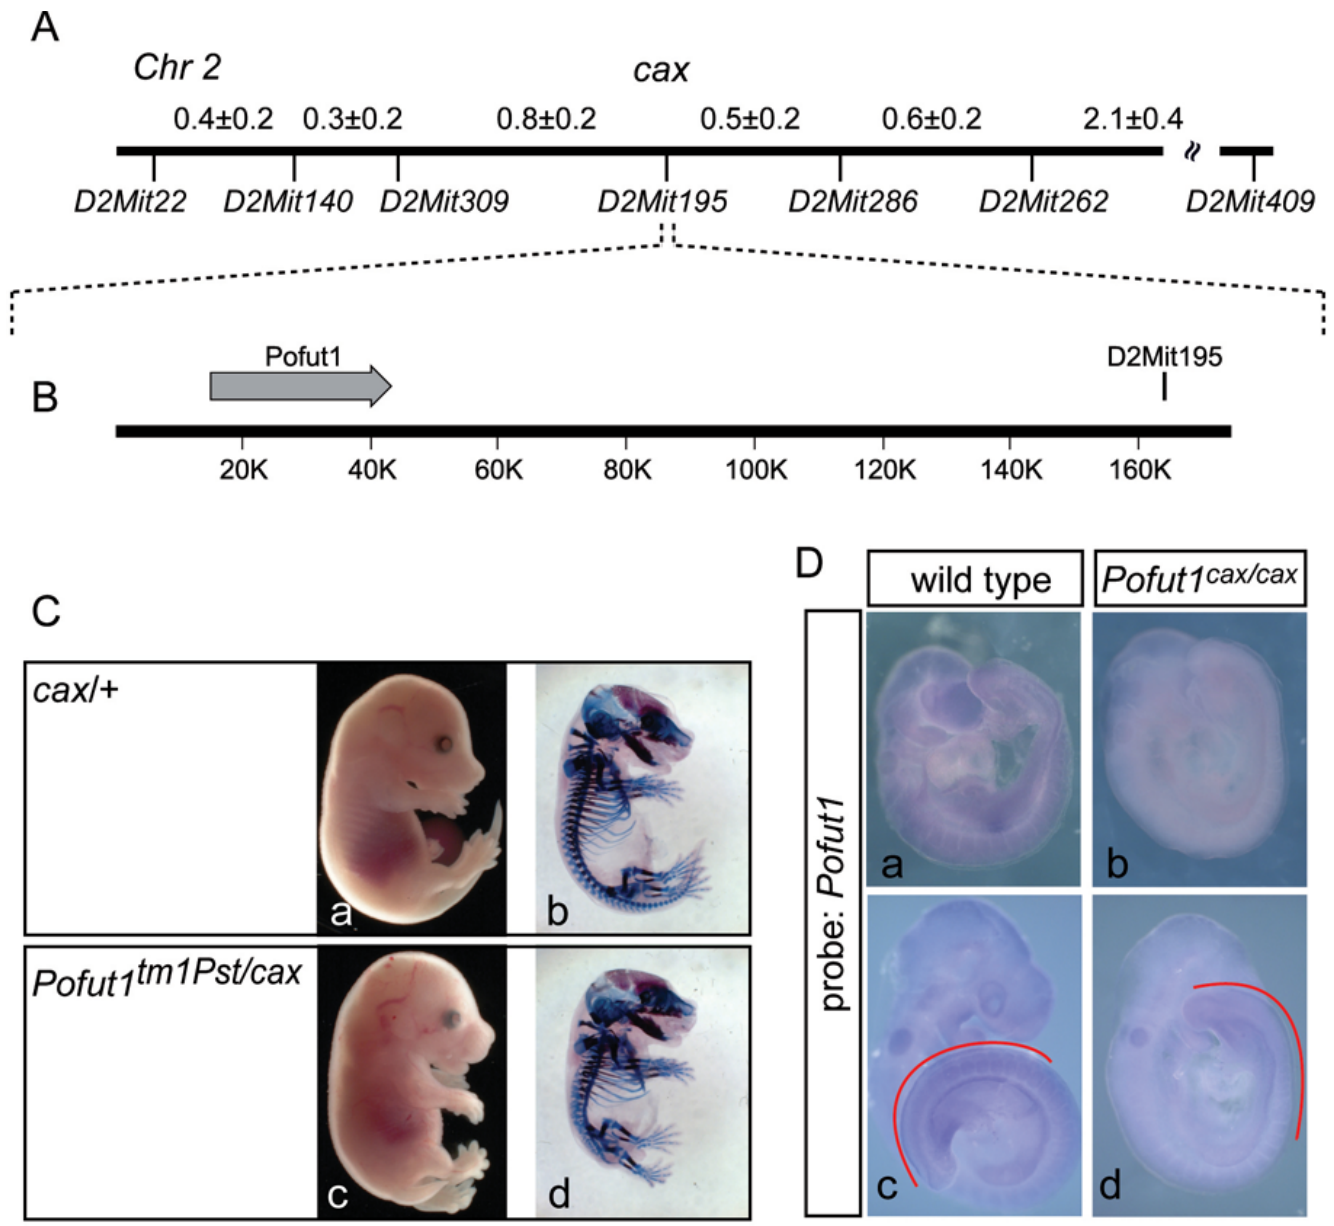 A
Chr 2 cax
0.4±0.2 0.3±0.2 0.8±0.2 0.5±0.2 0.6±0.2 2.1±0.4
D2Mit22 D2Mit140 D2Mit309 D2Mit195 D2Mit286 D2Mit262 D2Mit409
Pofut1 D2Mit195
B
20K 40K 60K 80K 100K 120K 140K 160K
C
cax/+
a b
Pofut1tm1Pst/cax
c d
D
wild type Pofut1cax/cax
probe: Pofut1
a b
c d